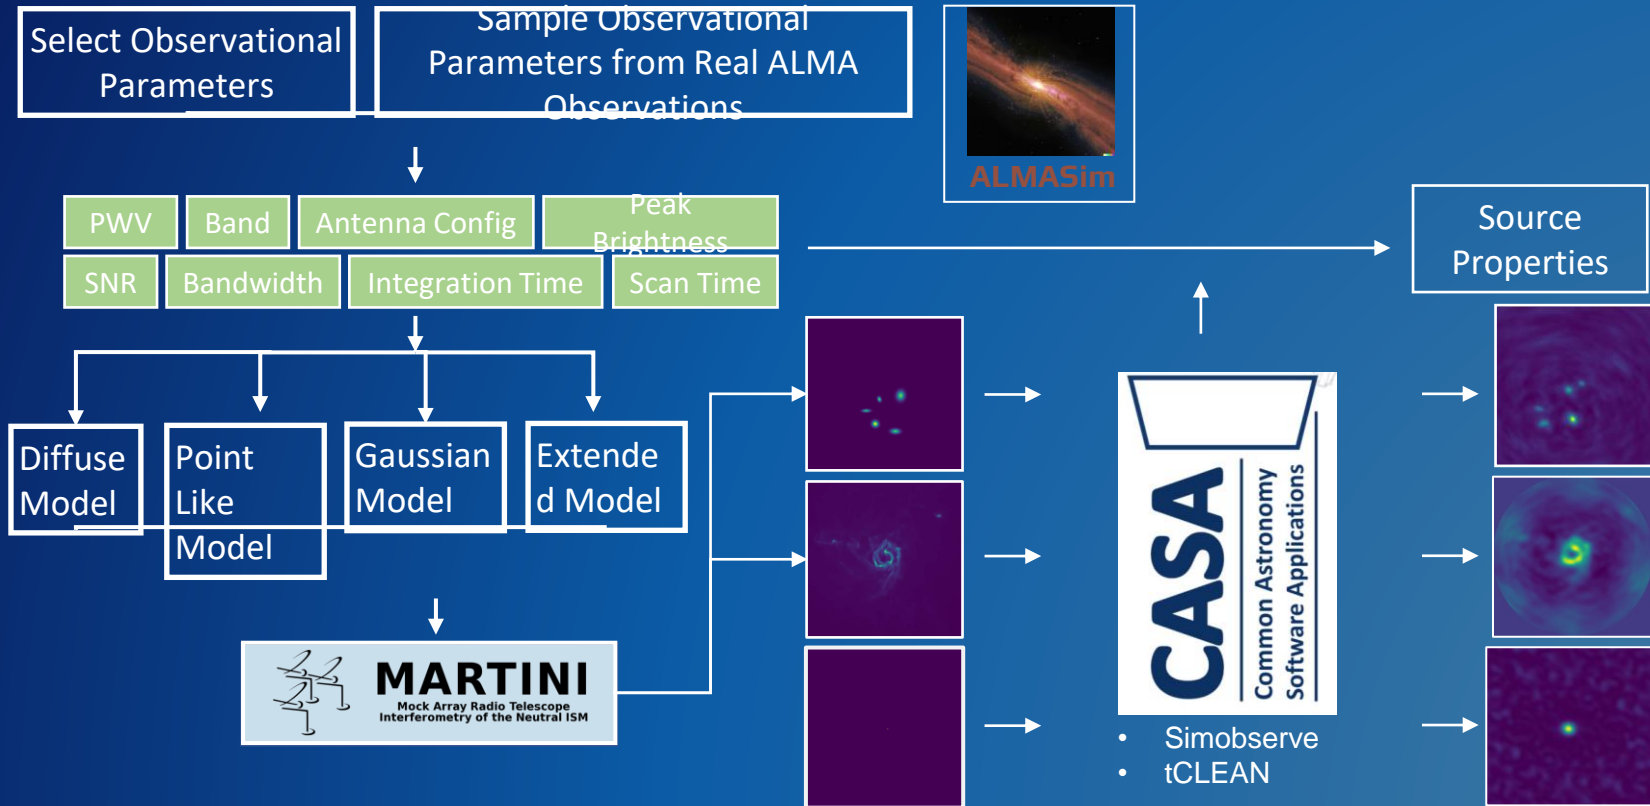 Select Observational
Parameters
Sample Observational
Parameters from Real ALMA
Observations
ALMASim
PWV
Band
Antenna Config
Peak
Brightness
SNR
Bandwidth
Integration Time
Scan Time
Source
Properties
Diffuse
Model
Point
Like
Model
Gaussian
Model
Extende
d Model
MARTINI
Mock Array Radio Telescope
Interferometry of the Neutral ISM
CASA
Common Astronomy
Software Applications
• Simobserve
• tCLEAN